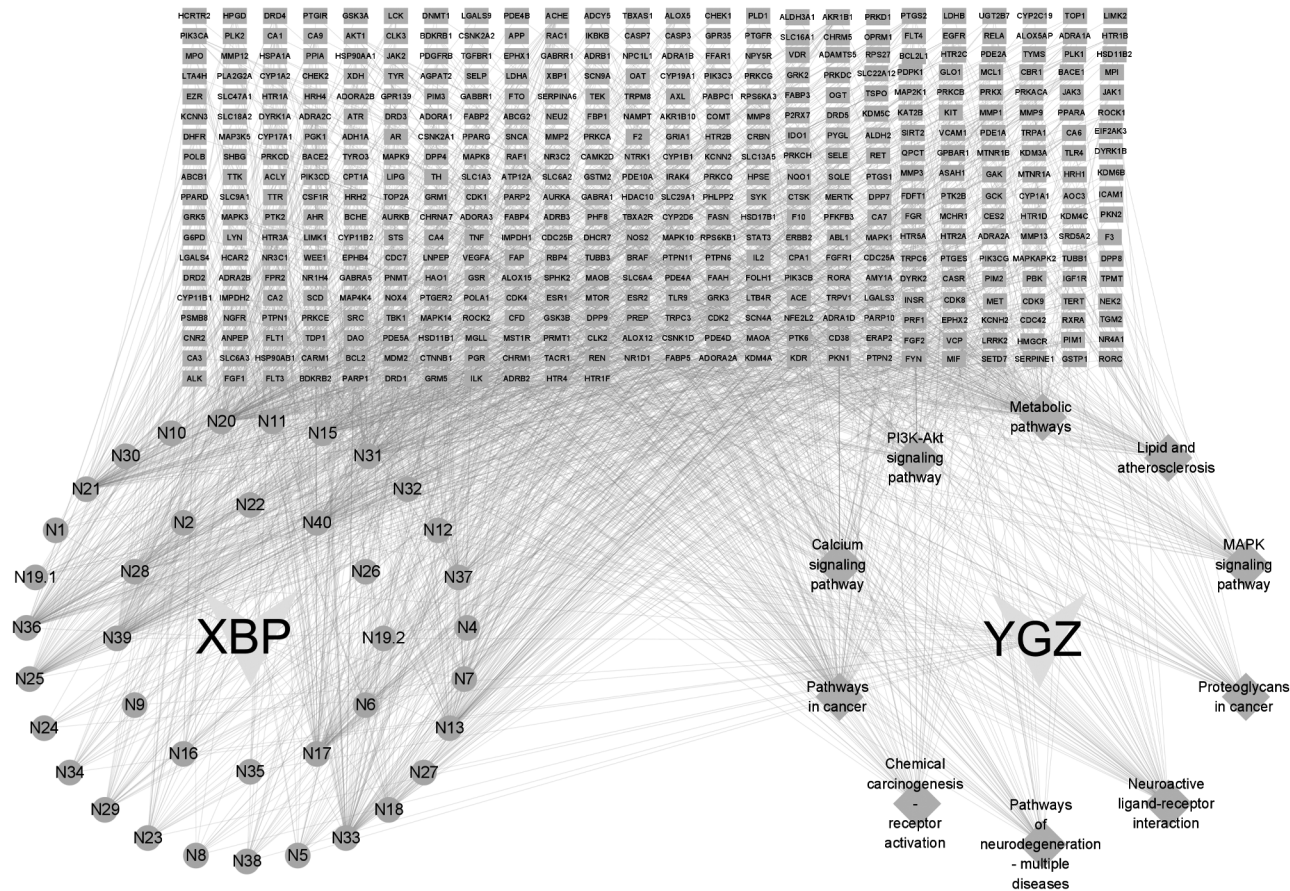 HCRTR2 HPGD DRD4 PTGIR GSK3A LCK DNMT1 LGALS9 PDE4B ACHE ADCY5 TBXAS1 ALOX5 CHEK1 PLD1 ALDH3A1 AKR1B1 PRKD1 PTGS2 LDHB UGT2B7 CYP2C19 TOP1 LIMK2
PIK3CA PLK2 CA1 CA9 AKT1 CLK3 BDKRB1 CSNK2A2 APP RAC1 IKBKB CASP7 CASP3 GPR35 PTGFR SLC16A1 CHRM5 OPRM1 FLT4 EGFR RELA ALOX5AP ADRA1A HTR1B
MPO MMP12 HSPA1A PPIA HSP90AA1 JAK2 PDGFRB TGFBR1 EPHX1 GABRR1 ADRB1 NPC1L1 ADRA1B FFAR1 NPY5R VDR ADAMTS5 RPS27 BCL2L1 HTR2C PDE2A TYMS PLK1 HSD11B2
LTA4H PLA2G2A CYP1A2 CHEK2 XDH TYR AGPAT2 SELP LDHA XBP1 SCN9A OAT CYP19A1 PIK3C3 PRKCG GRK2 PRKDC SLC22A12 PDPK1 GLO1 MCL1 CBR1 BACE1 MPI
EZR SLC47A1 HTR1A HRH4 ADORA2B GPR139 PIM3 GABBR1 FTO SERPINA6 TEK TRPM8 AXL PABPC1 RPS6KA3 FABP3 OGT TSPO MAP2K1 PRKCB PRKX PRKACA JAK3 JAK1
KCNN3 SLC18A2 DYRK1A ADRA2C ATR DRD3 ADORA1 FABP2 ABCG2 NEU2 FBP1 NAMPT AKR1B10 COMT MMP8 P2RX7 DRD5 KDM5C KAT2B KIT MMP1 MMP9 PPARA ROCK1
DHFR MAP3K5 CYP17A1 PGK1 ADH1A AR CSNK2A1 PPARG SNCA MMP2 PRKCA F2 GRIA1 HTR2B CRBN IDO1 PYGL ALDH2 SIRT2 VCAM1 PDE1A TRPA1 CA6 EIF2AK3
POLB SHBG PRKCD BACE2 TYRO3 MAPK9 DPP4 MAPK8 RAF1 NR3C2 CAMK2D NTRK1 CYP1B1 KCNN2 SLC13A5 PRKCH SELE RET QPCT GPBAR1 MTNR1B KDM3A TLR4 DYRK1B
ABCB1 TTK ACLY PIK3CD CPT1A LIPG TH SLC1A3 ATP12A SLC6A2 GSTM2 PDE10A IRAK4 PRKCQ HPSE NQO1 SQLE PTGS1 MMP3 ASAH1 GAK MTNR1A HRH1 KDM6B
PPARD SLC9A1 TTR CSF1R HRH2 TOP2A GRM1 CDK1 PARP2 AURKA GABRA1 HDAC10 SLC29A1 PHLPP2 SYK CTSK MERTK DPP7 FDFT1 PTK2B GCK CYP1A1 AOC3 ICAM1
GRK5 MAPK3 PTK2 AHR BCHE AURKB CHRNA7 ADORA3 FABP4 ADRB3 PHF8 TBXA2R CYP2D6 FASN HSD17B1 F10 PFKFB3 CA7 FGR MCHR1 CES2 HTR1D KDM4C PKN2
G6PD LYN HTR3A LIMK1 CYP11B2 STS CA4 TNF IMPDH1 CDC25B DHCR7 NOS2 MAPK10 RPS6KB1 STAT3 ERBB2 ABL1 MAPK1 HTR5A HTR2A ADRA2A MMP13 SRD5A2 F3
LGALS4 HCAR2 NR3C1 WEE1 EPHB4 CDC7 LNPEP VEGFA FAP RBP4 TUBB3 BRAF PTPN11 PTPN6 IL2 CPA1 FGFR1 CDC25A TRPC6 PTGES PIK3CG MAPKAPK2 TUBB1 DPP8
DRD2 ADRA2B FPR2 NR1H4 GABRA5 PNMT HAO1 GSR ALOX15 SPHK2 MAOB SLC6A4 PDE4A FAAH FOLH1 PIK3CB RORA AMY1A DYRK2 CASR PIM2 PBK IGF1R TPMT
CYP11B1 IMPDH2 CA2 SCD MAP4K4 NOX4 PTGER2 POLA1 CDK4 ESR1 MTOR ESR2 TLR9 GRK3 LTB4R ACE TRPV1 LGALS3 INSR CDK8 MET CDK9 TERT NEK2
PSMB8 NGFR PTPN1 PRKCE SRC TBK1 MAPK14 ROCK2 CFD GSK3B DPP9 PREP TRPC3 CDK2 SCN4A NFE2L2 ADRA1D PARP10 PRF1 EPHX2 KCNH2 CDC42 RXRA TGM2
CNR2 ANPEP FLT1 TDP1 DAO PDE5A HSD11B1 MGLL MST1R PRMT1 CLK2 ALOX12 CSNK1D PDE4D MAOA PTK6 CD38 ERAP2 FGF2 VCP LRRK2 HMGCR PIM1 NR4A1
CA3 SLC6A3 HSP90AB1 CARM1 BCL2 MDM2 CTNNB1 PGR CHRM1 TACR1 REN NR1D1 FABP5 ADORA2A KDM4A KDR PKN1 PTPN2 FYN MIF SETD7 SERPINE1 GSTP1 RORC
ALK FGF1 FLT3 BDKRB2 PARP1 DRD1 GRM5 ILK ADRB2 HTR4 HTR1F
N20 N11
N10 N15
N30 N31
N21 N32
N22
N1 N2 N40 N12
N19.1 N28 N26 N37
N36 N39 XBP N19.2 N4
N25 N7
N9 N6
N24 N16 N17 N13
N34 N35 N27
N29 N18
N23 N33
N8 N38 N5
Metabolic
pathways
PI3K-Akt
signaling
pathway
Lipid and
atherosclerosis
Calcium
signaling
pathway
MAPK
signaling
pathway
YGZ
Pathways
in cancer
Proteoglycans
in cancer
Chemical
carcinogenesis
-
receptor
activation
Pathways
of
neurodegeneration
- multiple
diseases
Neuroactive
ligand-receptor
interaction